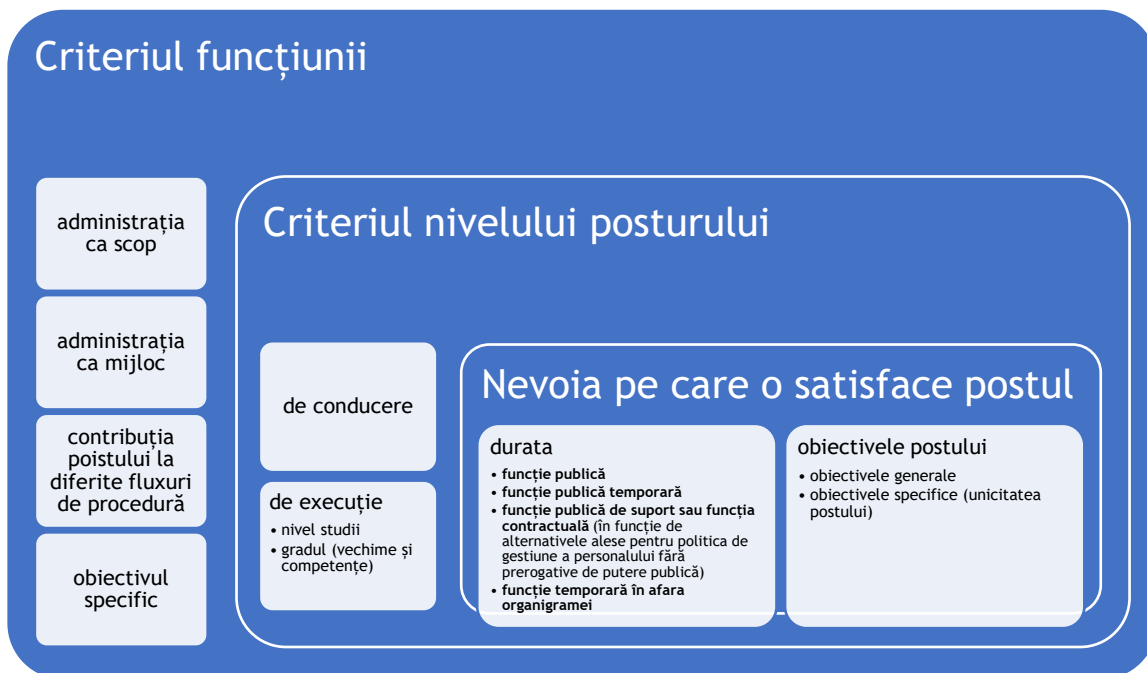 Criteriul funcțiunii
administrația
ca scop
administrația
ca mijloc
contribuția
poistului la
diferite fluxuri
de procedură
obiectivul
specific
Criteriul nivelului posturului
de conducere
de execuție
• nivel studii
• gradul (vechime și
competențe)
Nevoia pe care o satisface postul
durata
• funcție publică
• funcție publică temporară
• funcție publică de suport sau funcția
contractuală (în funcție de
alternativele alese pentru politica de
gestiune a personalului fără
prerogative de putere publică)
• funcție temporară în afara
organigramei
obiectivele postului
• obiectivele generale
• obiectivele specifice (unicitatea
postului)